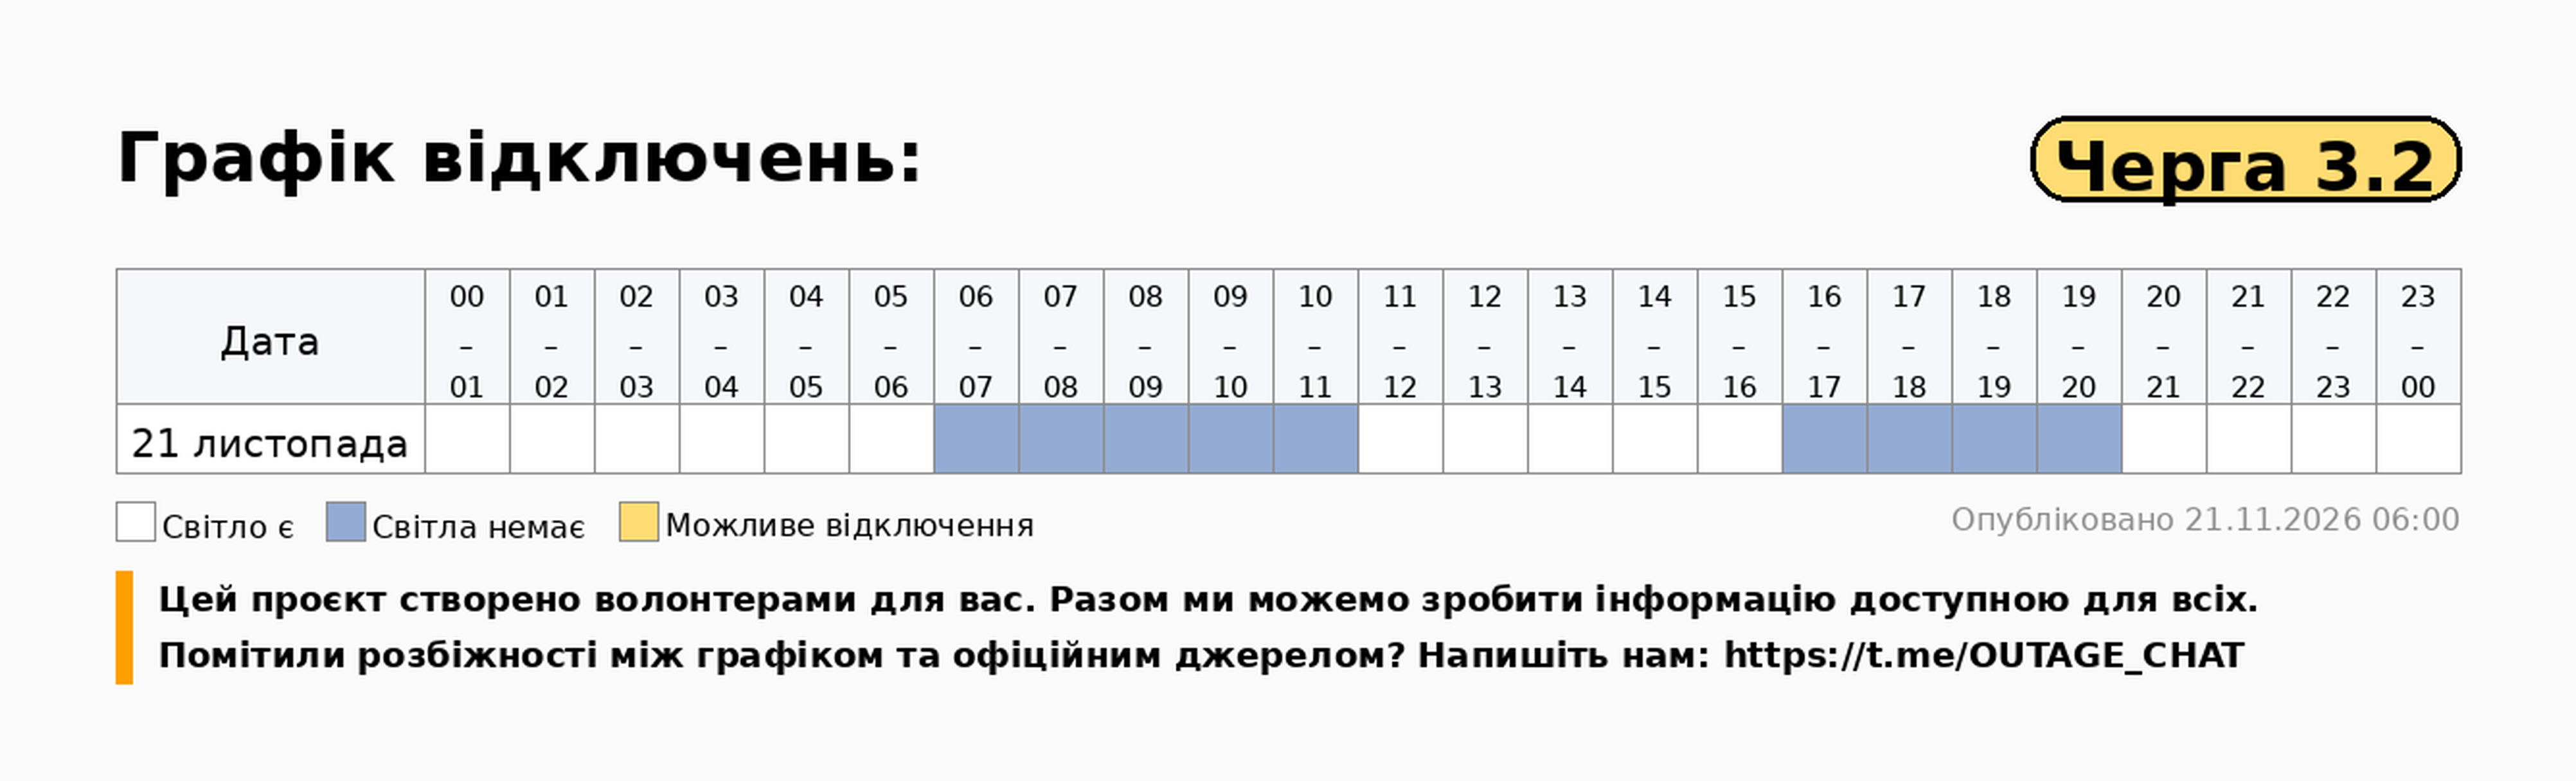 Графік відключень:
Черга 3.2
Дата 00 – 01 01 – 02 02 – 03 03 – 04 04 – 05 05 – 06 06 – 07 07 – 08 08 – 09 09 – 10 10 – 11 11 – 12 12 – 13 13 – 14 14 – 15 15 – 16 16 – 17 17 – 18 18 – 19 19 – 20 20 – 21 21 – 22 22 – 23 23 – 00
21 листопада
Світло є Світла немає Можливе відключення
Опубліковано 21.11.2026 06:00
Цей проєкт створено волонтерами для вас. Разом ми можемо зробити інформацію доступною для всіх.
Помітили розбіжності між графіком та офіційним джерелом? Напишіть нам: https://t.me/OUTAGE_CHAT